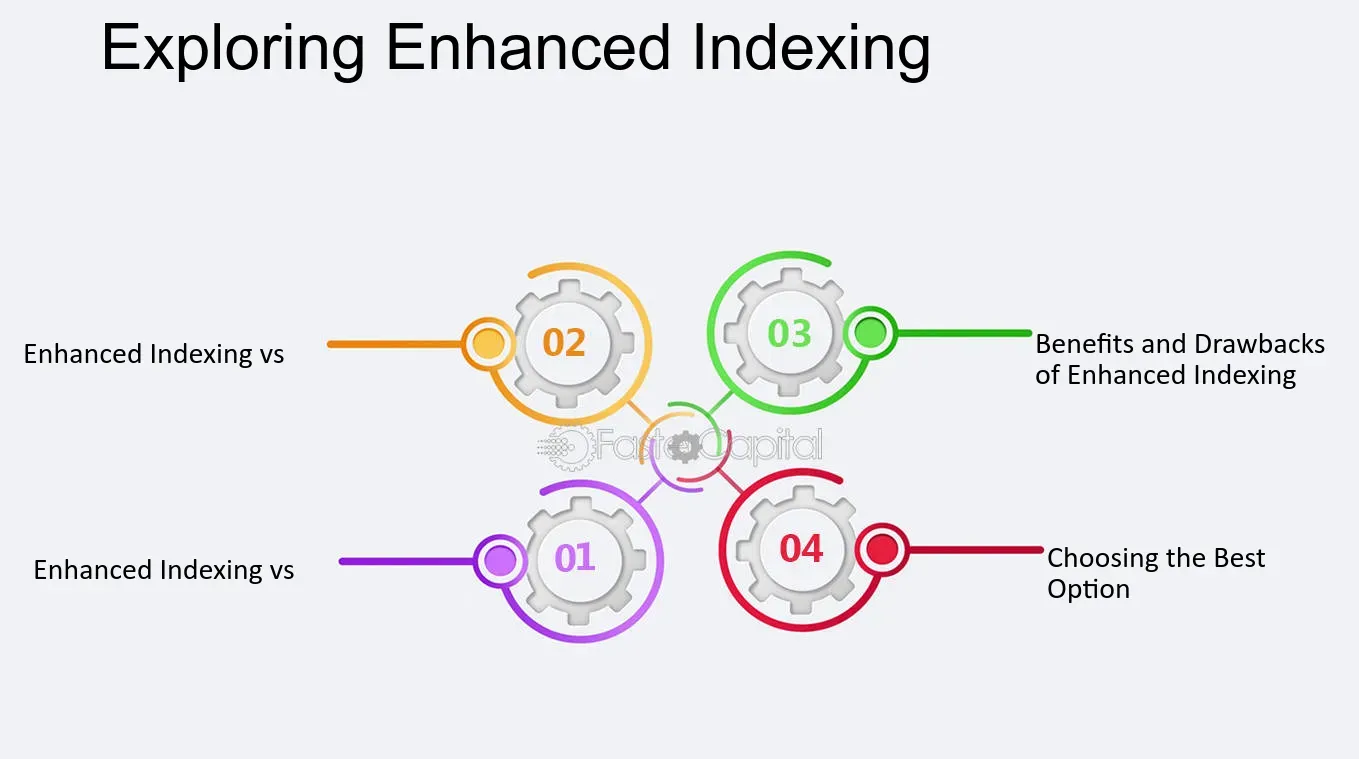 Exploring Enhanced Indexing
02
Enhanced Indexing vs
03
Benefits and Drawbacks
of Enhanced Indexing
FasterCapital
01
Enhanced Indexing vs
04
Choosing the Best
Option